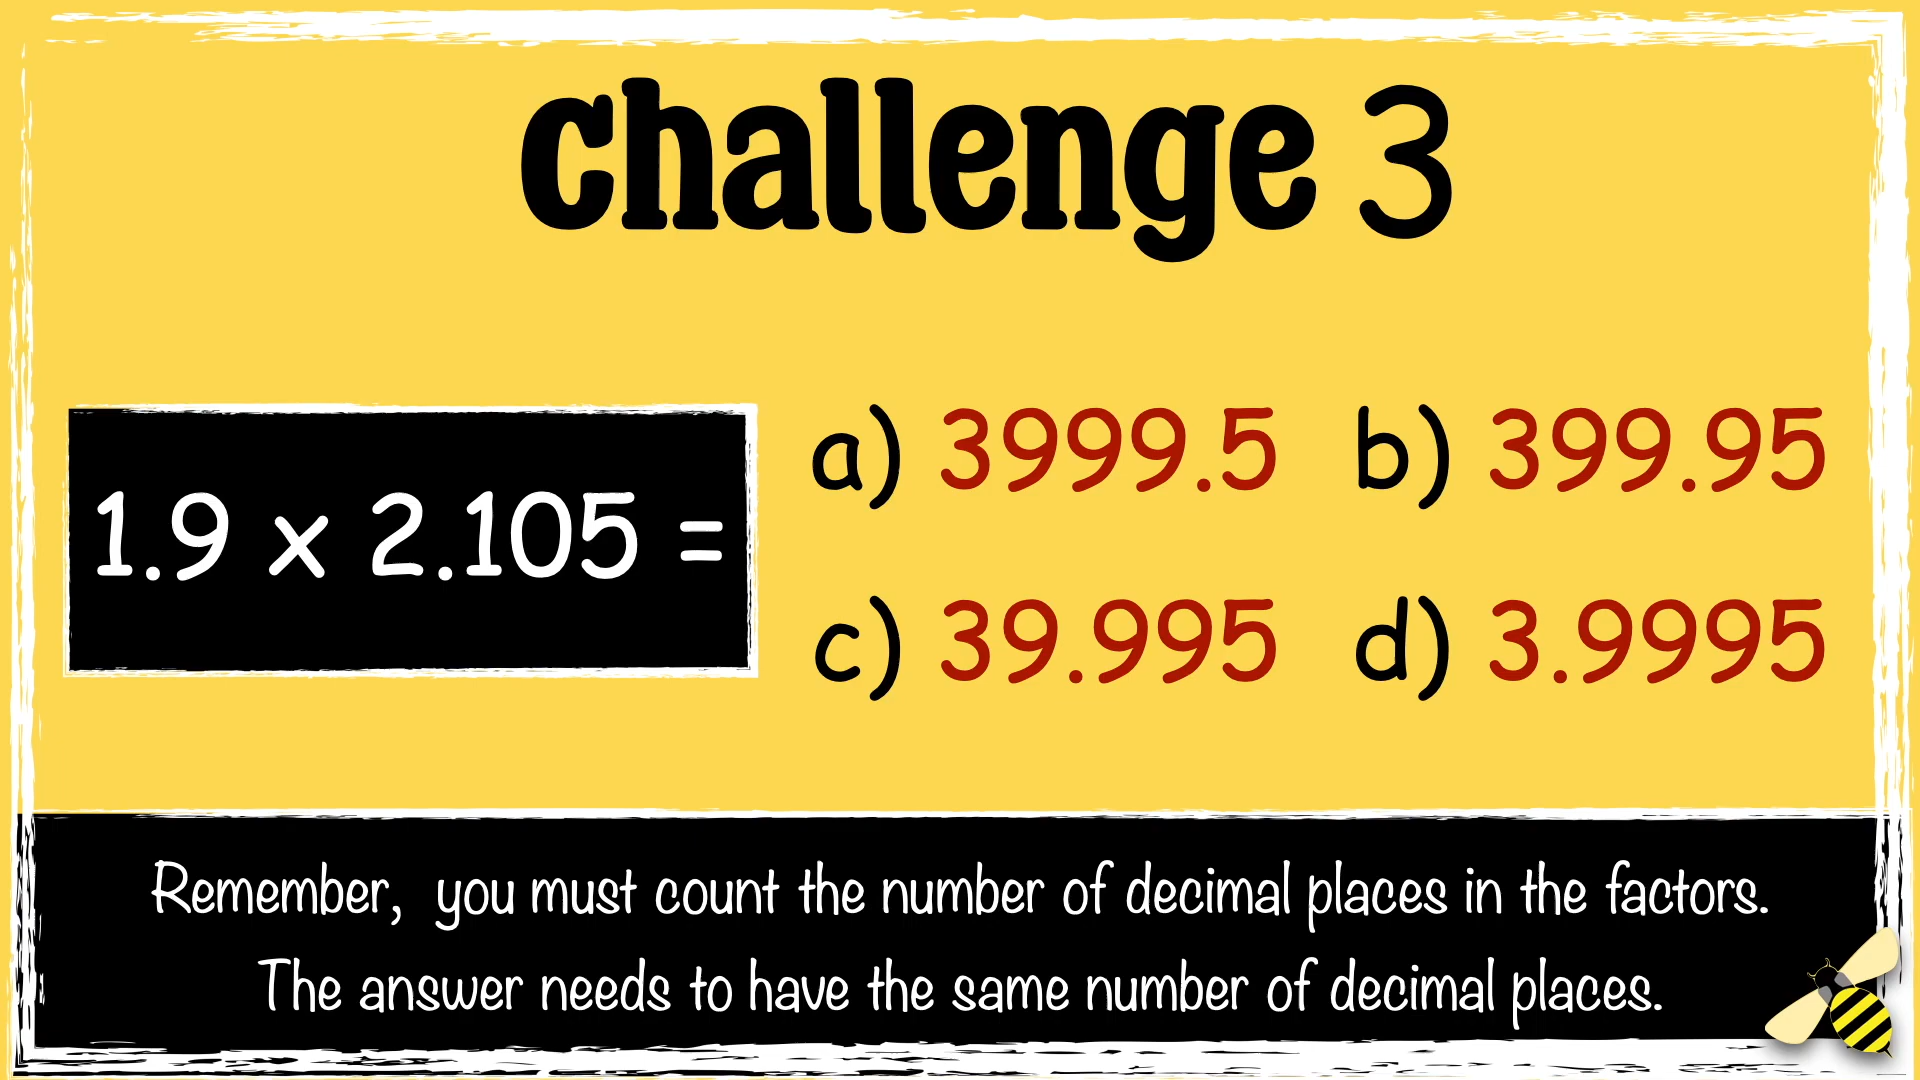 Challenge 3
1.9 x 2.105 =
a) 3999.5 b) 399.95
c) 39.995 d) 3.9995
Remember, you must count the number of decimal places in the factors.
The answer needs to have the same number of decimal places.